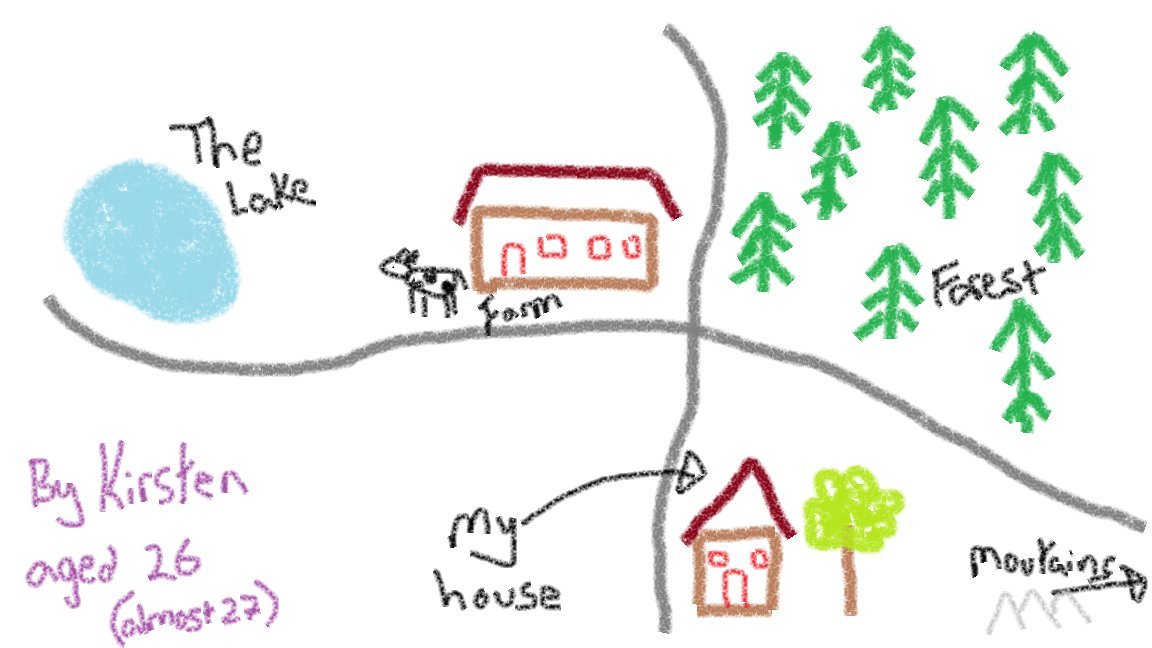 The
Lake
farm
Forest
By Kirsten
aged 26
(almost 27)
My
house
moutains